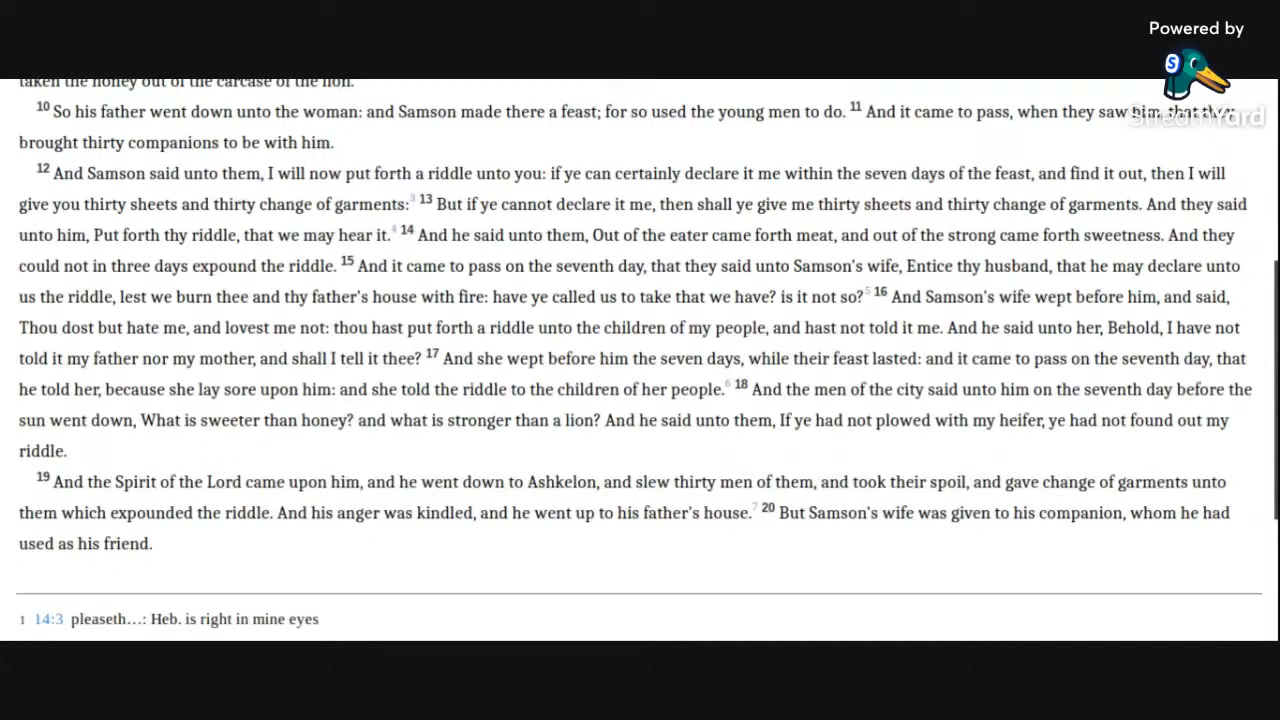 Powered by
StreamYard
taken the honey out of the carcase of the lion.
10 So his father went down unto the woman: and Samson made there a feast; for so used the young men to do. 11 And it came to pass, when they saw him, that they
brought thirty companions to be with him.
12 And Samson said unto them, I will now put forth a riddle unto you: if ye can certainly declare it me within the seven days of the feast, and find it out, then I will
give you thirty sheets and thirty change of garments:3 13 But if ye cannot declare it me, then shall ye give me thirty sheets and thirty change of garments. And they said
unto him, Put forth thy riddle, that we may hear it.4 14 And he said unto them, Out of the eater came forth meat, and out of the strong came forth sweetness. And they
could not in three days expound the riddle. 15 And it came to pass on the seventh day, that they said unto Samson's wife, Entice thy husband, that he may declare unto
us the riddle, lest we burn thee and thy father's house with fire: have ye called us to take that we have? is it not so?5 16 And Samson's wife wept before him, and said,
Thou dost but hate me, and lovest me not: thou hast put forth a riddle unto the children of my people, and hast not told it me. And he said unto her, Behold, I have not
told it my father nor my mother, and shall I tell it thee? 17 And she wept before him the seven days, while their feast lasted: and it came to pass on the seventh day, that
he told her, because she lay sore upon him: and she told the riddle to the children of her people.6 18 And the men of the city said unto him on the seventh day before the
sun went down, What is sweeter than honey? and what is stronger than a lion? And he said unto them, If ye had not plowed with my heifer, ye had not found out my
riddle.
19 And the Spirit of the Lord came upon him, and he went down to Ashkelon, and slew thirty men of them, and took their spoil, and gave change of garments unto
them which expounded the riddle. And his anger was kindled, and he went up to his father's house.7 20 But Samson's wife was given to his companion, whom he had
used as his friend.
1 14:3 pleaseth…: Heb. is right in mine eyes